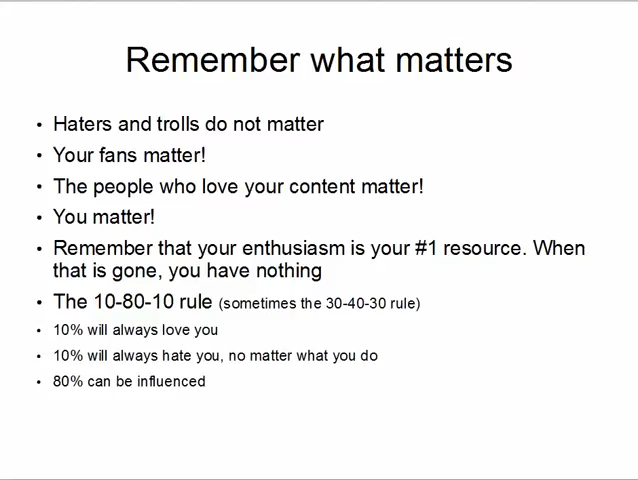 Remember what matters
• Haters and trolls do not matter
• Your fans matter!
• The people who love your content matter!
• You matter!
• Remember that your enthusiasm is your #1 resource. When
that is gone, you have nothing
• The 10-80-10 rule (sometimes the 30-40-30 rule)
• 10% will always love you
• 10% will always hate you, no matter what you do
• 80% can be influenced